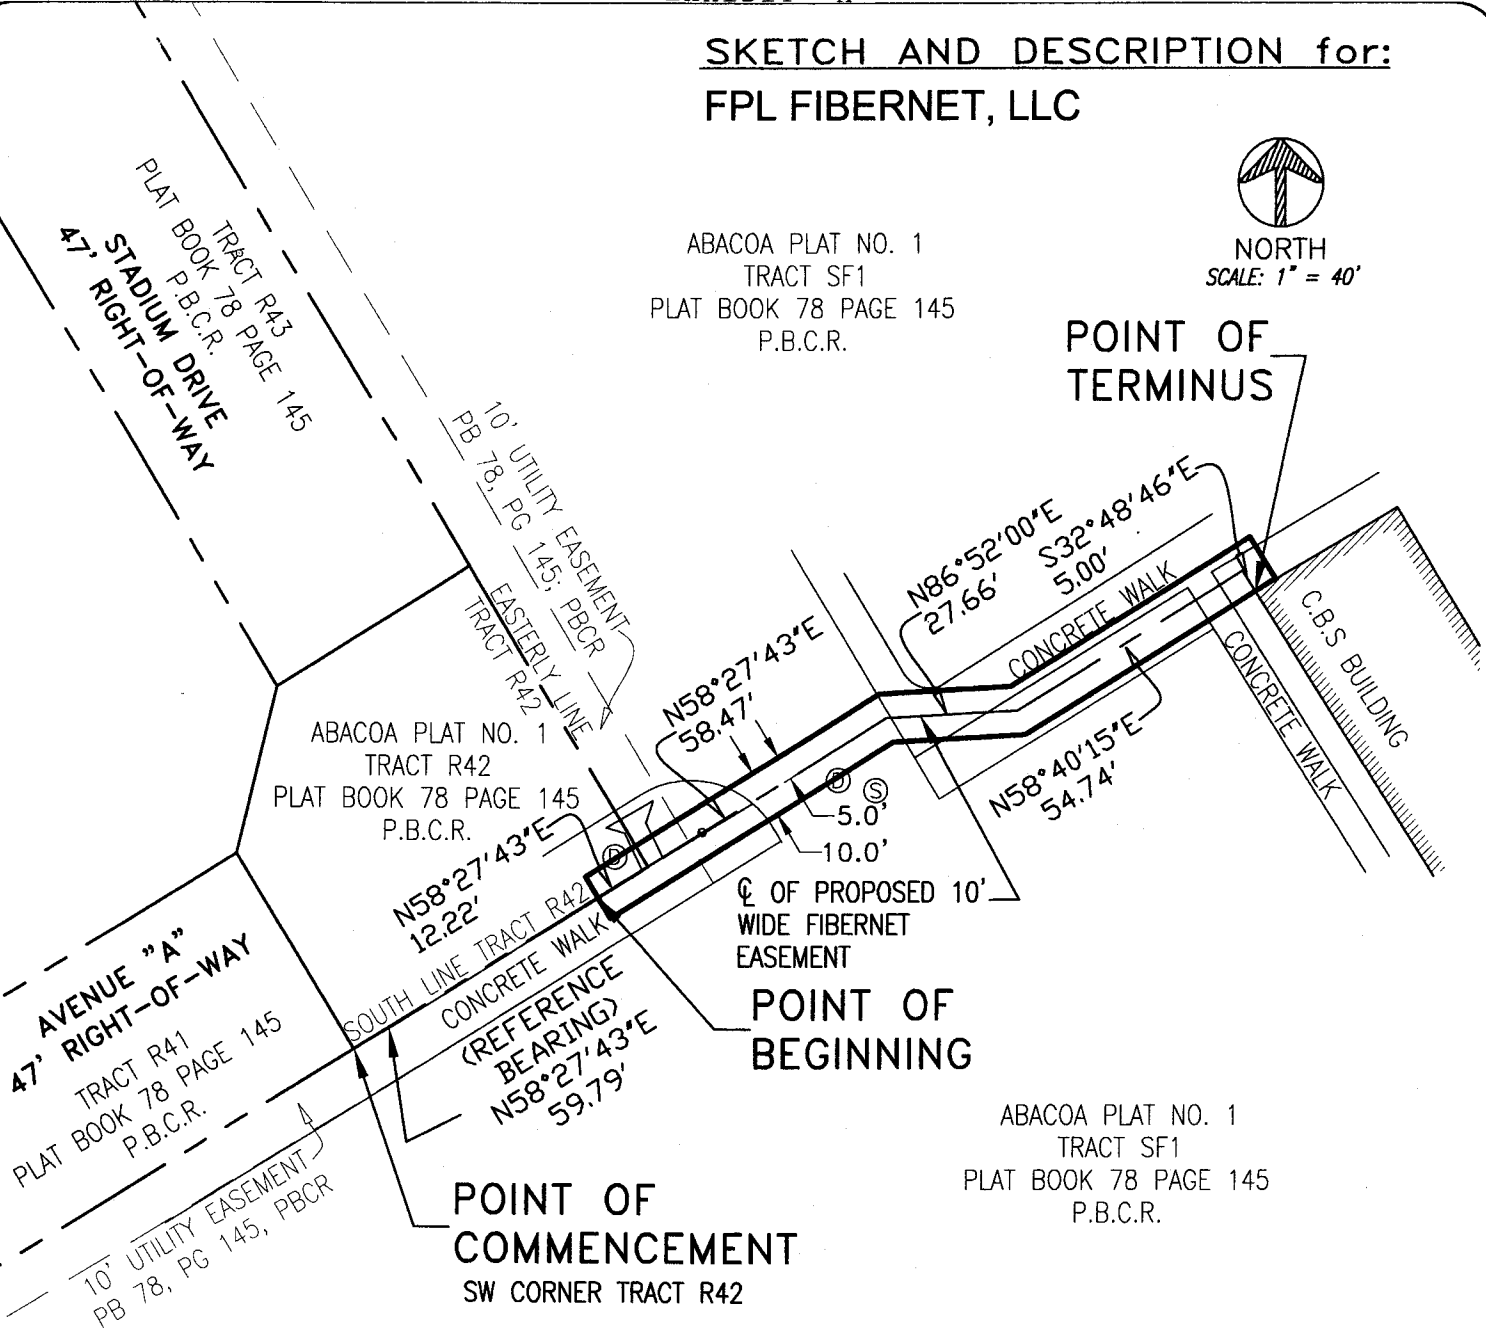 SKETCH AND DESCRIPTION for:
FPL FIBERNET, LLC
NORTH
SCALE: 1" = 40'
TRACT R43
PLAT BOOK 78 PAGE 145
P.B.C.R.
STADIUM DRIVE
47' RIGHT-OF-WAY
ABACOA PLAT NO. 1
TRACT SF1
PLAT BOOK 78 PAGE 145
P.B.C.R.
POINT OF
TERMINUS
10' UTILITY EASEMENT
PB 78, PG 145, PBCR
EASTERLY LINE
TRACT R42
N86°52'00"E
27.66'
S32°48'46"E
5.00'
CONCRETE WALK
CONCRETE WALK
C.B.S BUILDING
N58°27'43"E
58.47'
N58°40'15"E
54.74'
ABACOA PLAT NO. 1
TRACT R42
PLAT BOOK 78 PAGE 145
P.B.C.R.
D
S
5.0'
10.0'
D
N58°27'43"E
12.22'
℄ OF PROPOSED 10'
WIDE FIBERNET
EASEMENT
SOUTH LINE TRACT R42
CONCRETE WALK
(REFERENCE
BEARING)
N58°27'43"E
59.79'
POINT OF
BEGINNING
AVENUE "A"
47' RIGHT-OF-WAY
TRACT R41
PLAT BOOK 78 PAGE 145
P.B.C.R.
10' UTILITY EASEMENT
PB 78, PG 145, PBCR
POINT OF
COMMENCEMENT
SW CORNER TRACT R42
ABACOA PLAT NO. 1
TRACT SF1
PLAT BOOK 78 PAGE 145
P.B.C.R.